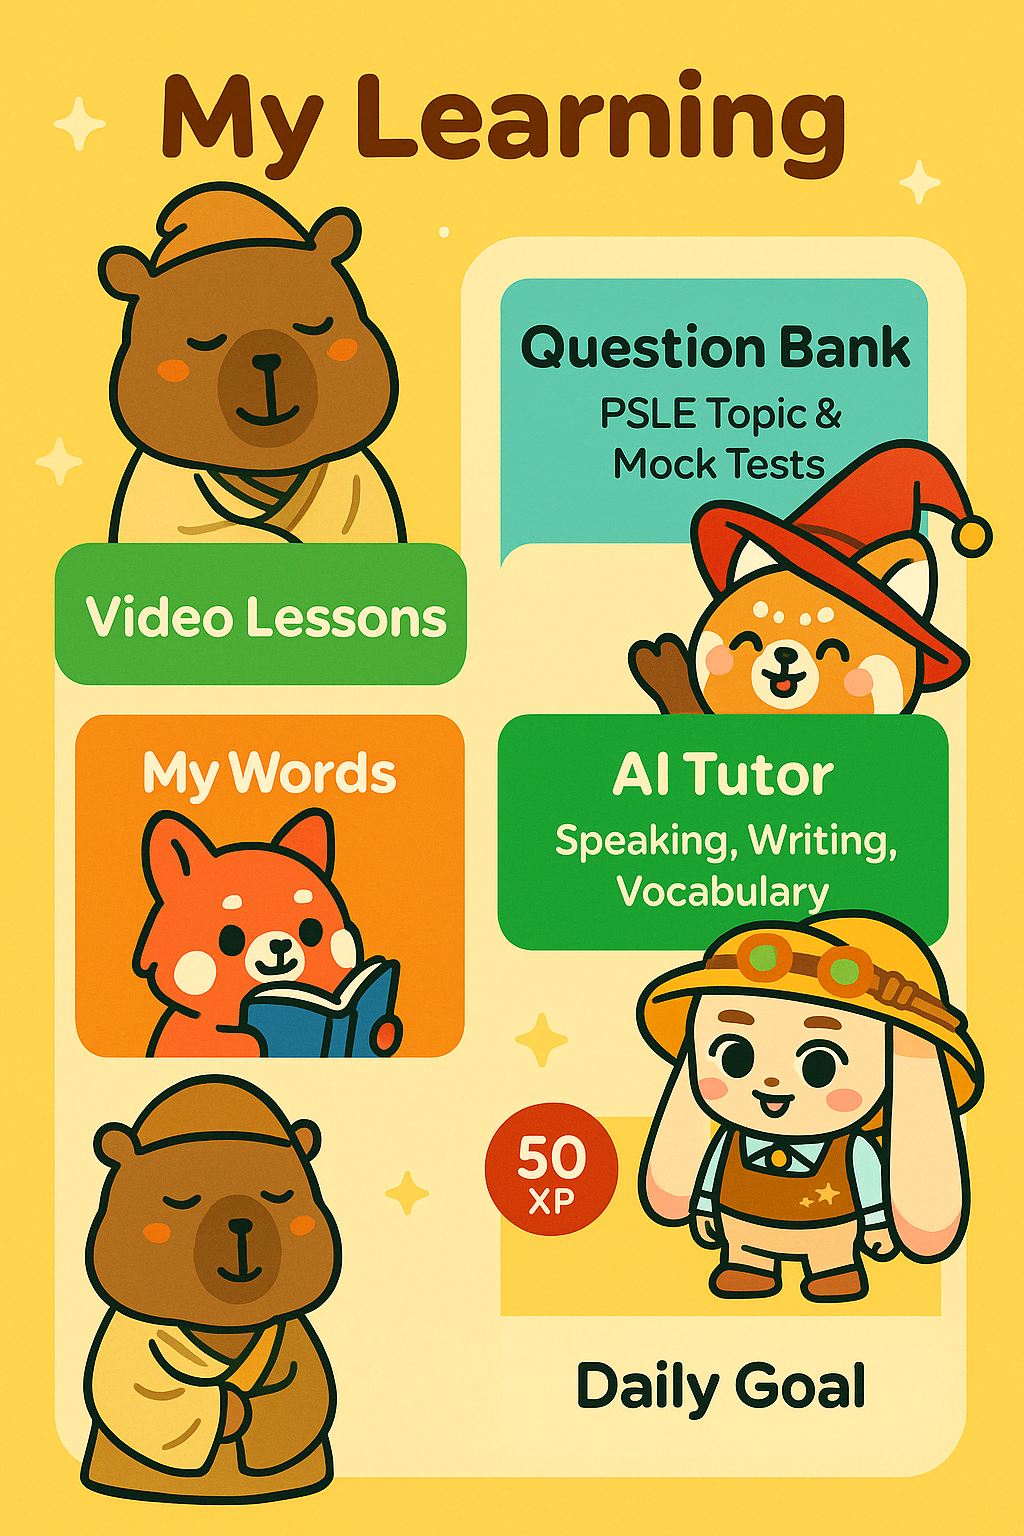 My Learning
Question Bank
PSLE Topic &
Mock Tests
Video Lessons
My Words
AI Tutor
Speaking, Writing,
Vocabulary
50
XP
Daily Goal